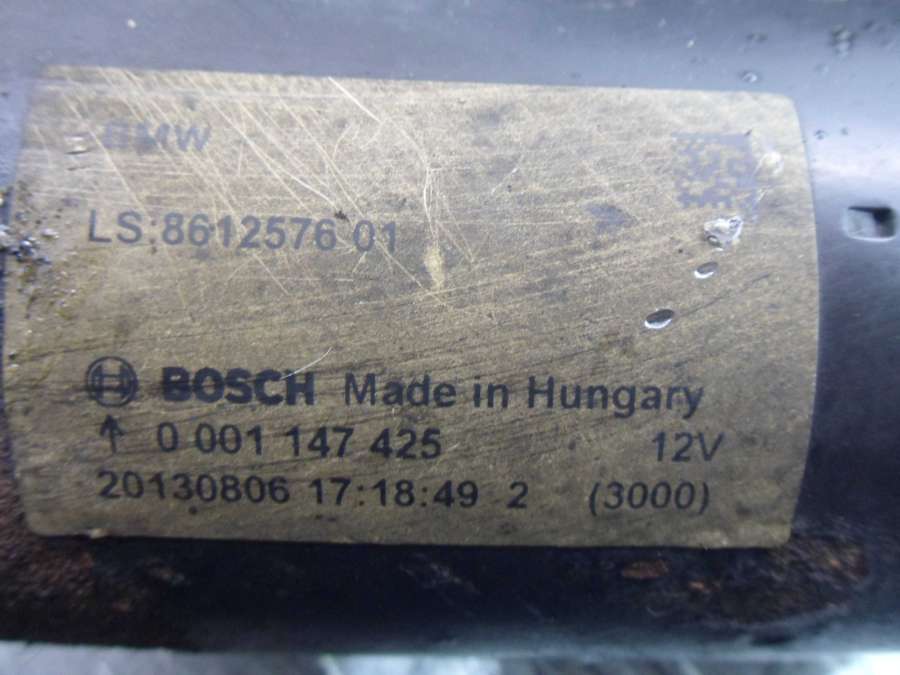 BMW
LS:8612576 01
BOSCH Made in Hungary
↑ 0 001 147 425 12V
20130806 17:18:49 2 (3000)